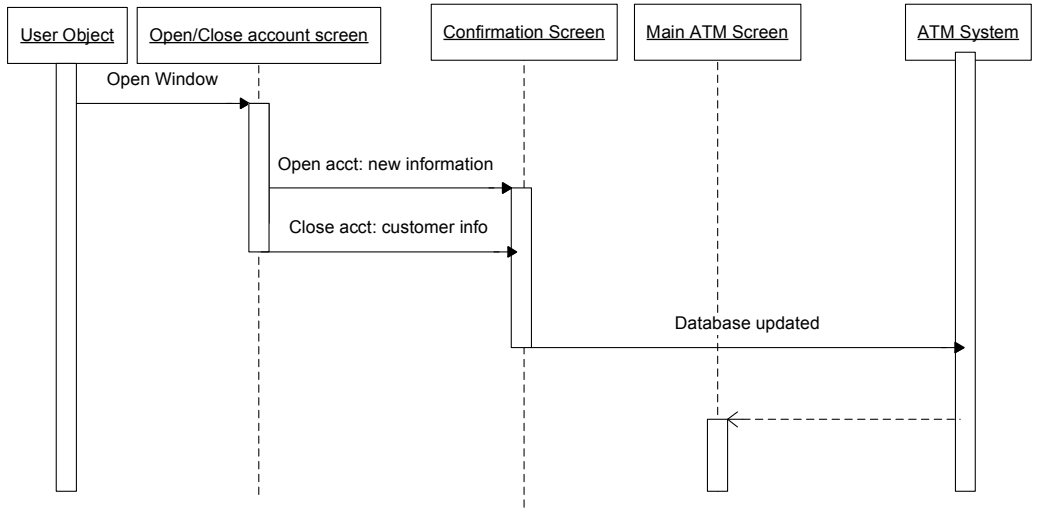 User Object
Open/Close account screen
Confirmation Screen
Main ATM Screen
ATM System
Open Window
Open acct: new information
Close acct: customer info
Database updated